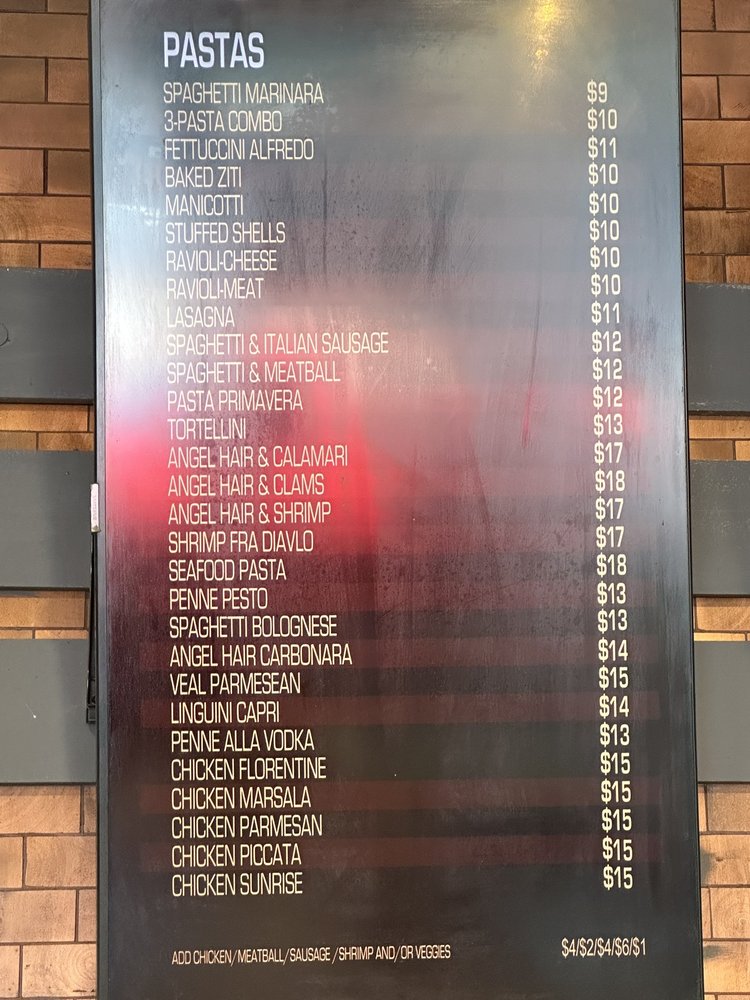 PASTAS
SPAGHETTI MARINARA $9
3-PASTA COMBO $10
FETTUCCINI ALFREDO $11
BAKED ZITI $10
MANICOTTI $10
STUFFED SHELLS $10
RAVIOLI-CHEESE $10
RAVIOLI-MEAT $10
LASAGNA $11
SPAGHETTI & ITALIAN SAUSAGE $12
SPAGHETTI & MEATBALL $12
PASTA PRIMAVERA $12
TORTELLINI $13
ANGEL HAIR & CALAMARI $17
ANGEL HAIR & CLAMS $18
ANGEL HAIR & SHRIMP $17
SHRIMP FRA DIAVLO $17
SEAFOOD PASTA $18
PENNE PESTO $13
SPAGHETTI BOLOGNESE $13
ANGEL HAIR CARBONARA $14
VEAL PARMESEAN $15
LINGUINI CAPRI $14
PENNE ALLA VODKA $13
CHICKEN FLORENTINE $15
CHICKEN MARSALA $15
CHICKEN PARMESAN $15
CHICKEN PICCATA $15
CHICKEN SUNRISE $15
ADD CHICKEN/MEATBALL/SAUSAGE/SHRIMP AND/OR VEGGIES $4/$2/$4/$6/$1